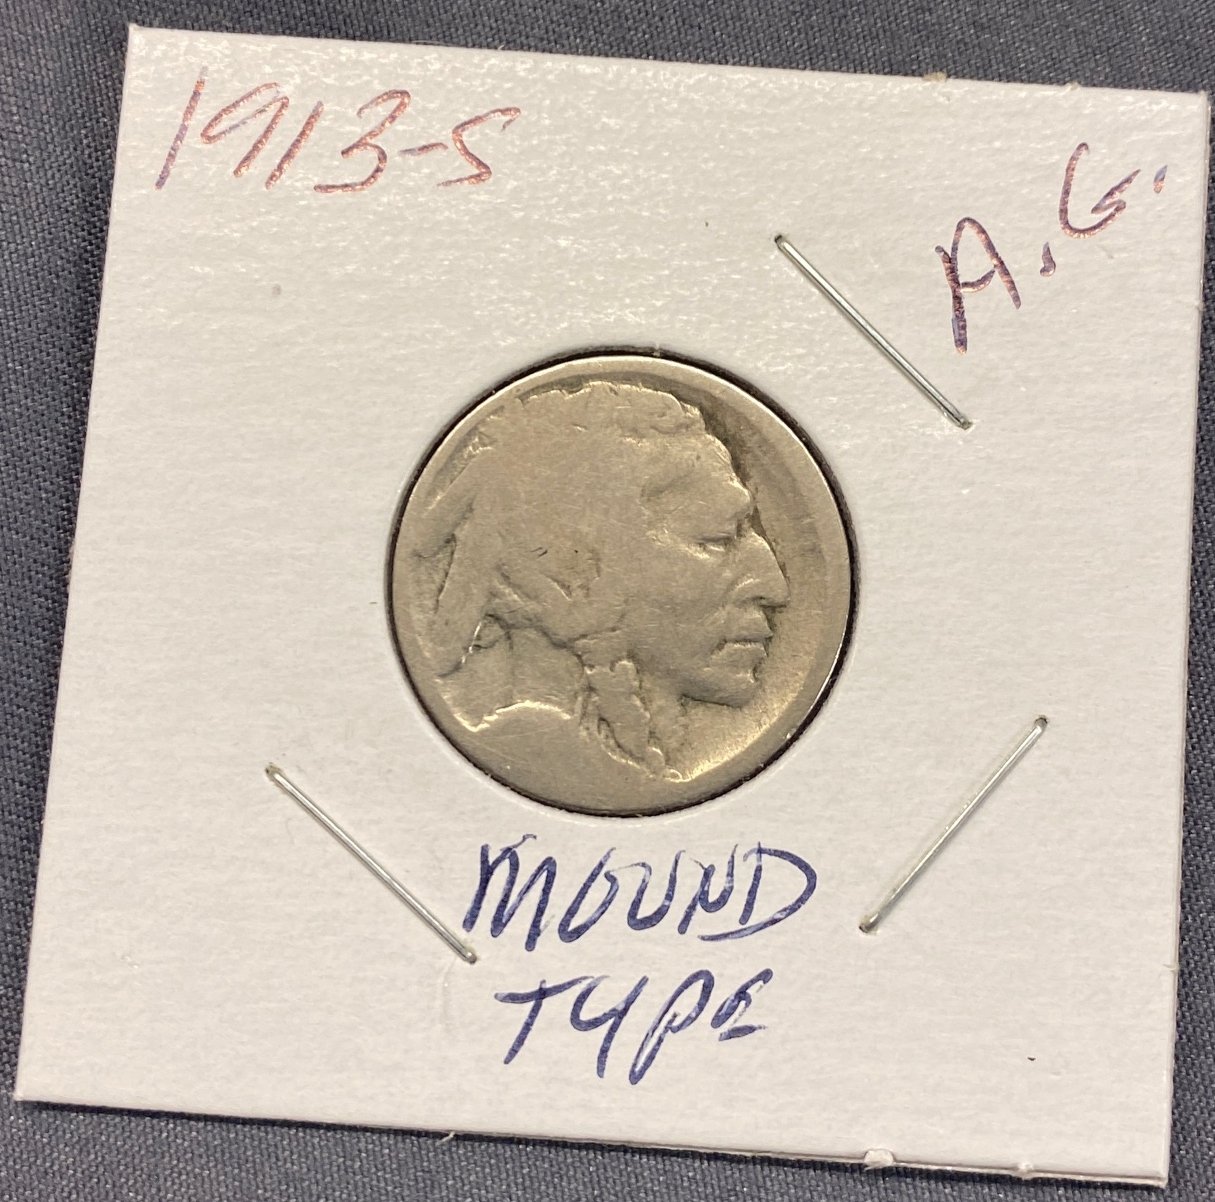 1913-S
A.G.
MOUND
TYPE